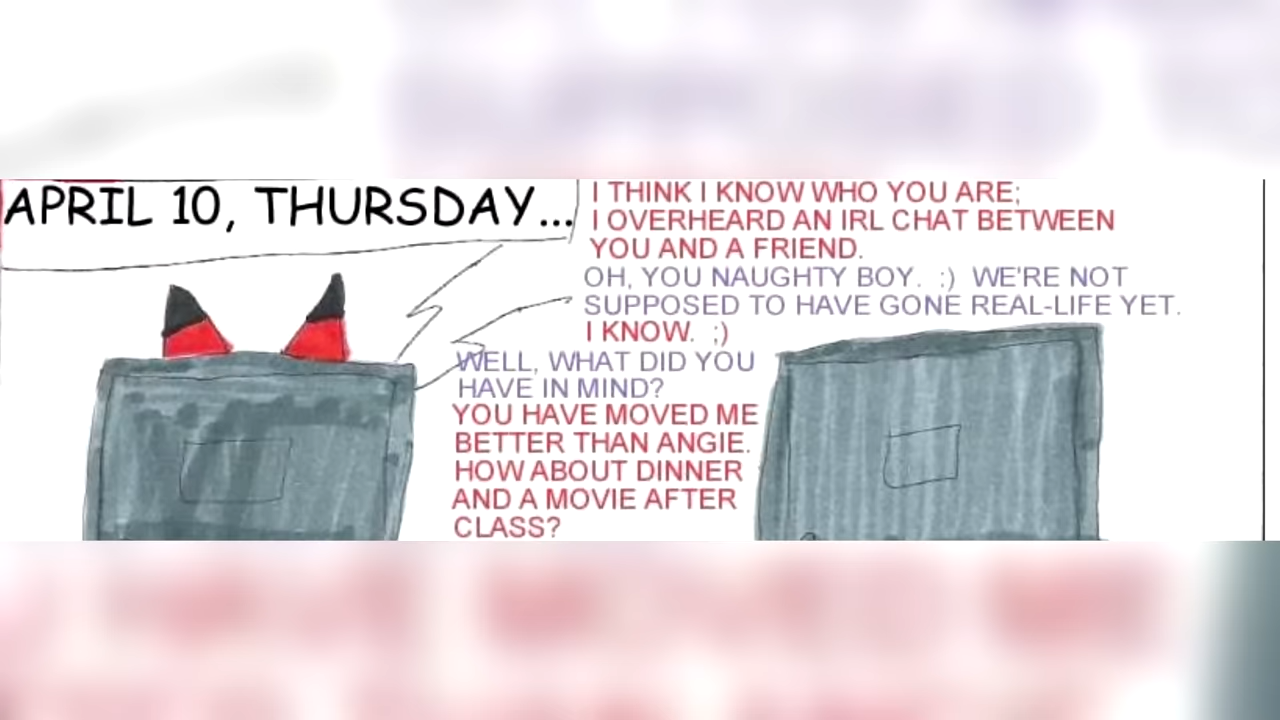 APRIL 10, THURSDAY...
I THINK I KNOW WHO YOU ARE;
I OVERHEARD AN IRL CHAT BETWEEN
YOU AND A FRIEND.
OH, YOU NAUGHTY BOY.  :)  WE'RE NOT
SUPPOSED TO HAVE GONE REAL-LIFE YET.
I KNOW.  ;)
WELL, WHAT DID YOU
HAVE IN MIND?
YOU HAVE MOVED ME
BETTER THAN ANGIE.
HOW ABOUT DINNER
AND A MOVIE AFTER
CLASS?